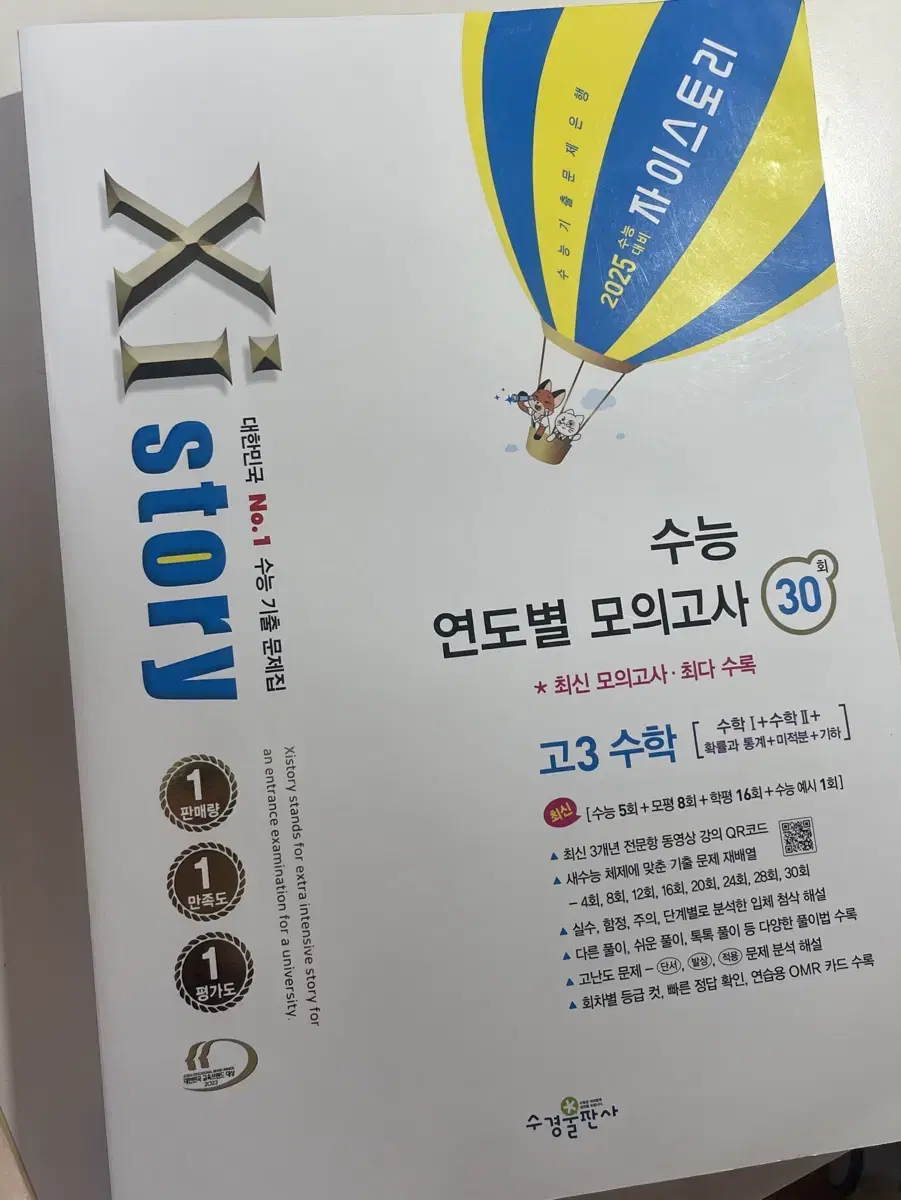 수능 기출 문제 은행
2025 수능 대비 자이스토리
Xi story
대한민국 No.1 수능 기출 문제집
수능
연도별 모의고사 30회
* 최신 모의고사·최다 수록
고3 수학 [수학Ⅰ+수학Ⅱ+
확률과 통계+미적분+기하]
최신 [수능 5회+모평 8회+학평 16회+수능 예시 1회]
▲ 최신 3개년 전문항 동영상 강의 QR코드
▲ 새수능 체제에 맞춘 기출 문제 재배열
– 4회, 8회, 12회, 16회, 20회, 24회, 28회, 30회
▲ 실수, 함정, 주의, 단계별로 분석한 입체 첨삭 해설
▲ 다른 풀이, 쉬운 풀이, 톡톡 풀이 등 다양한 풀이법 수록
▲ 고난도 문제 – 단서, 발상, 적용 문제 분석 해설
▲ 회차별 등급 컷, 빠른 정답 확인, 연습용 OMR 카드 수록
Xistory stands for extra intensive story for
an entrance examination for a university.
1 판매량
1 만족도
1 평가도
대한민국 교육브랜드 대상
2023
수경출판사